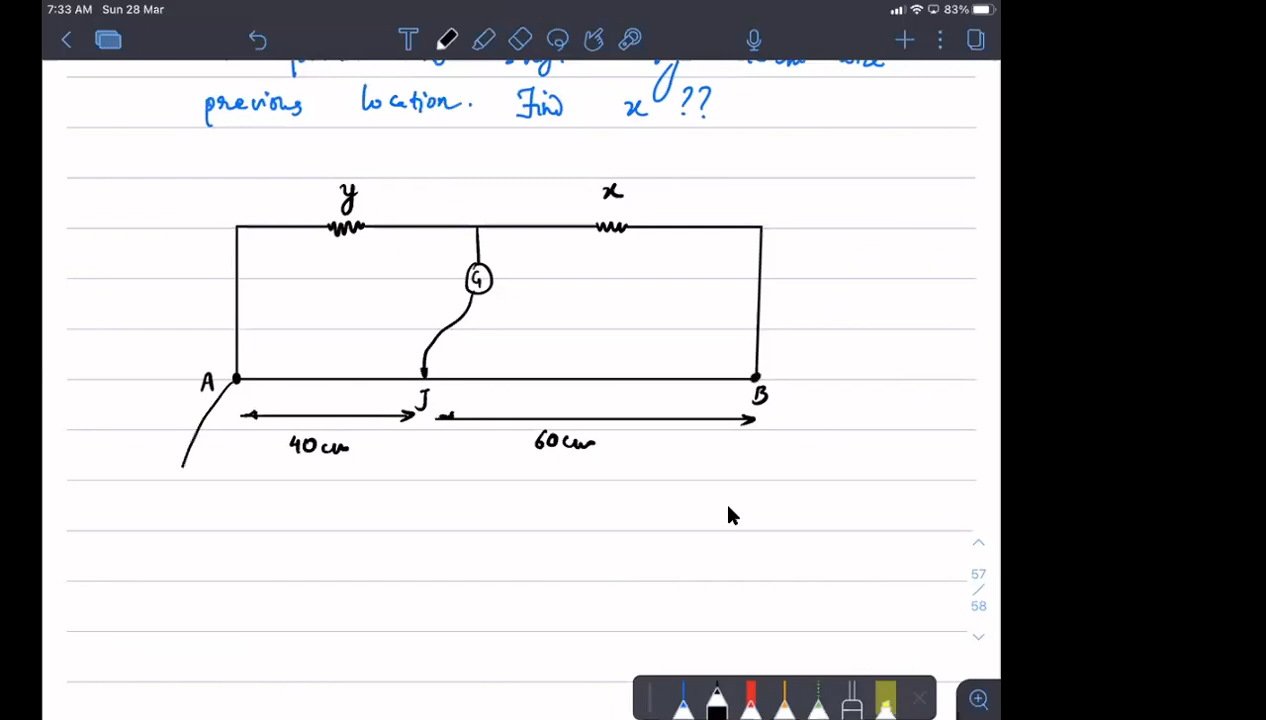 7:33 AM Sun 28 Mar
83%
previous location. Find x ??
y
x
G
A
J
B
40 cm
60 cm
57
58